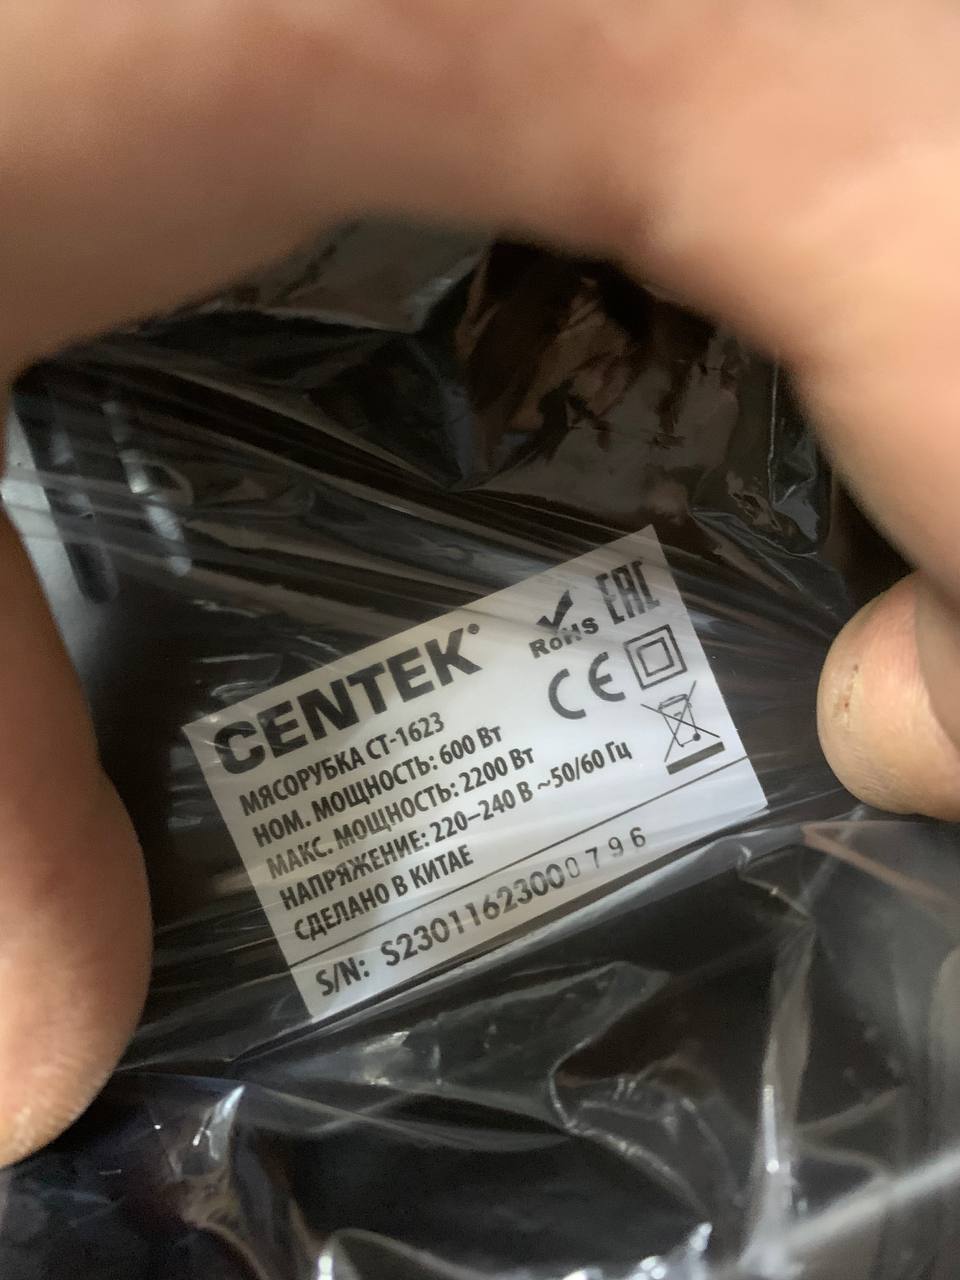 CENTEK®
RoHS
EAC
CE
МЯСОРУБКА CT-1623
НОМ. МОЩНОСТЬ: 600 Вт
МАКС. МОЩНОСТЬ: 2200 Вт
НАПРЯЖЕНИЕ: 220–240 В ~50/60 Гц
СДЕЛАНО В КИТАЕ
S/N: S23011623000796